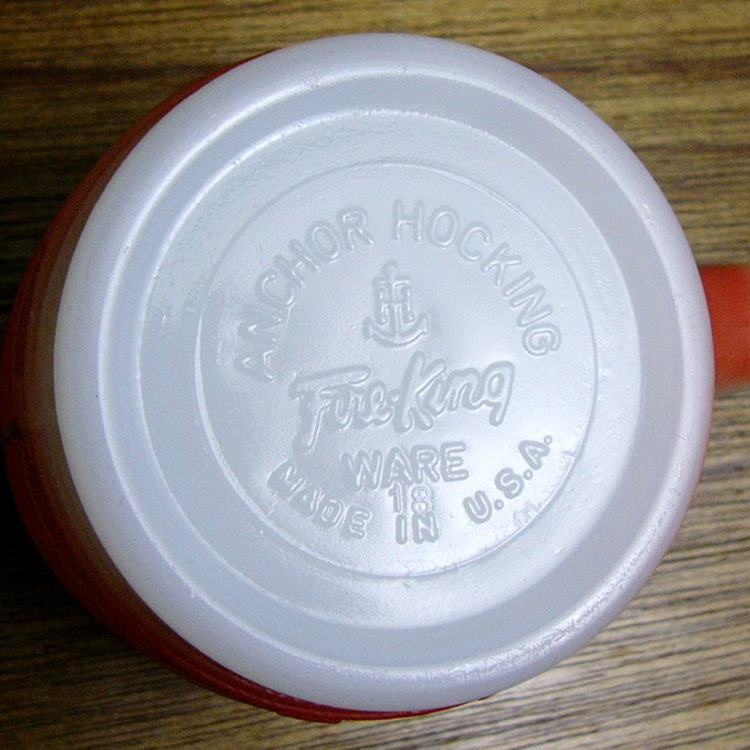 ANCHOR HOCKING
H
Fire-King
WARE
18
MADE IN U.S.A.